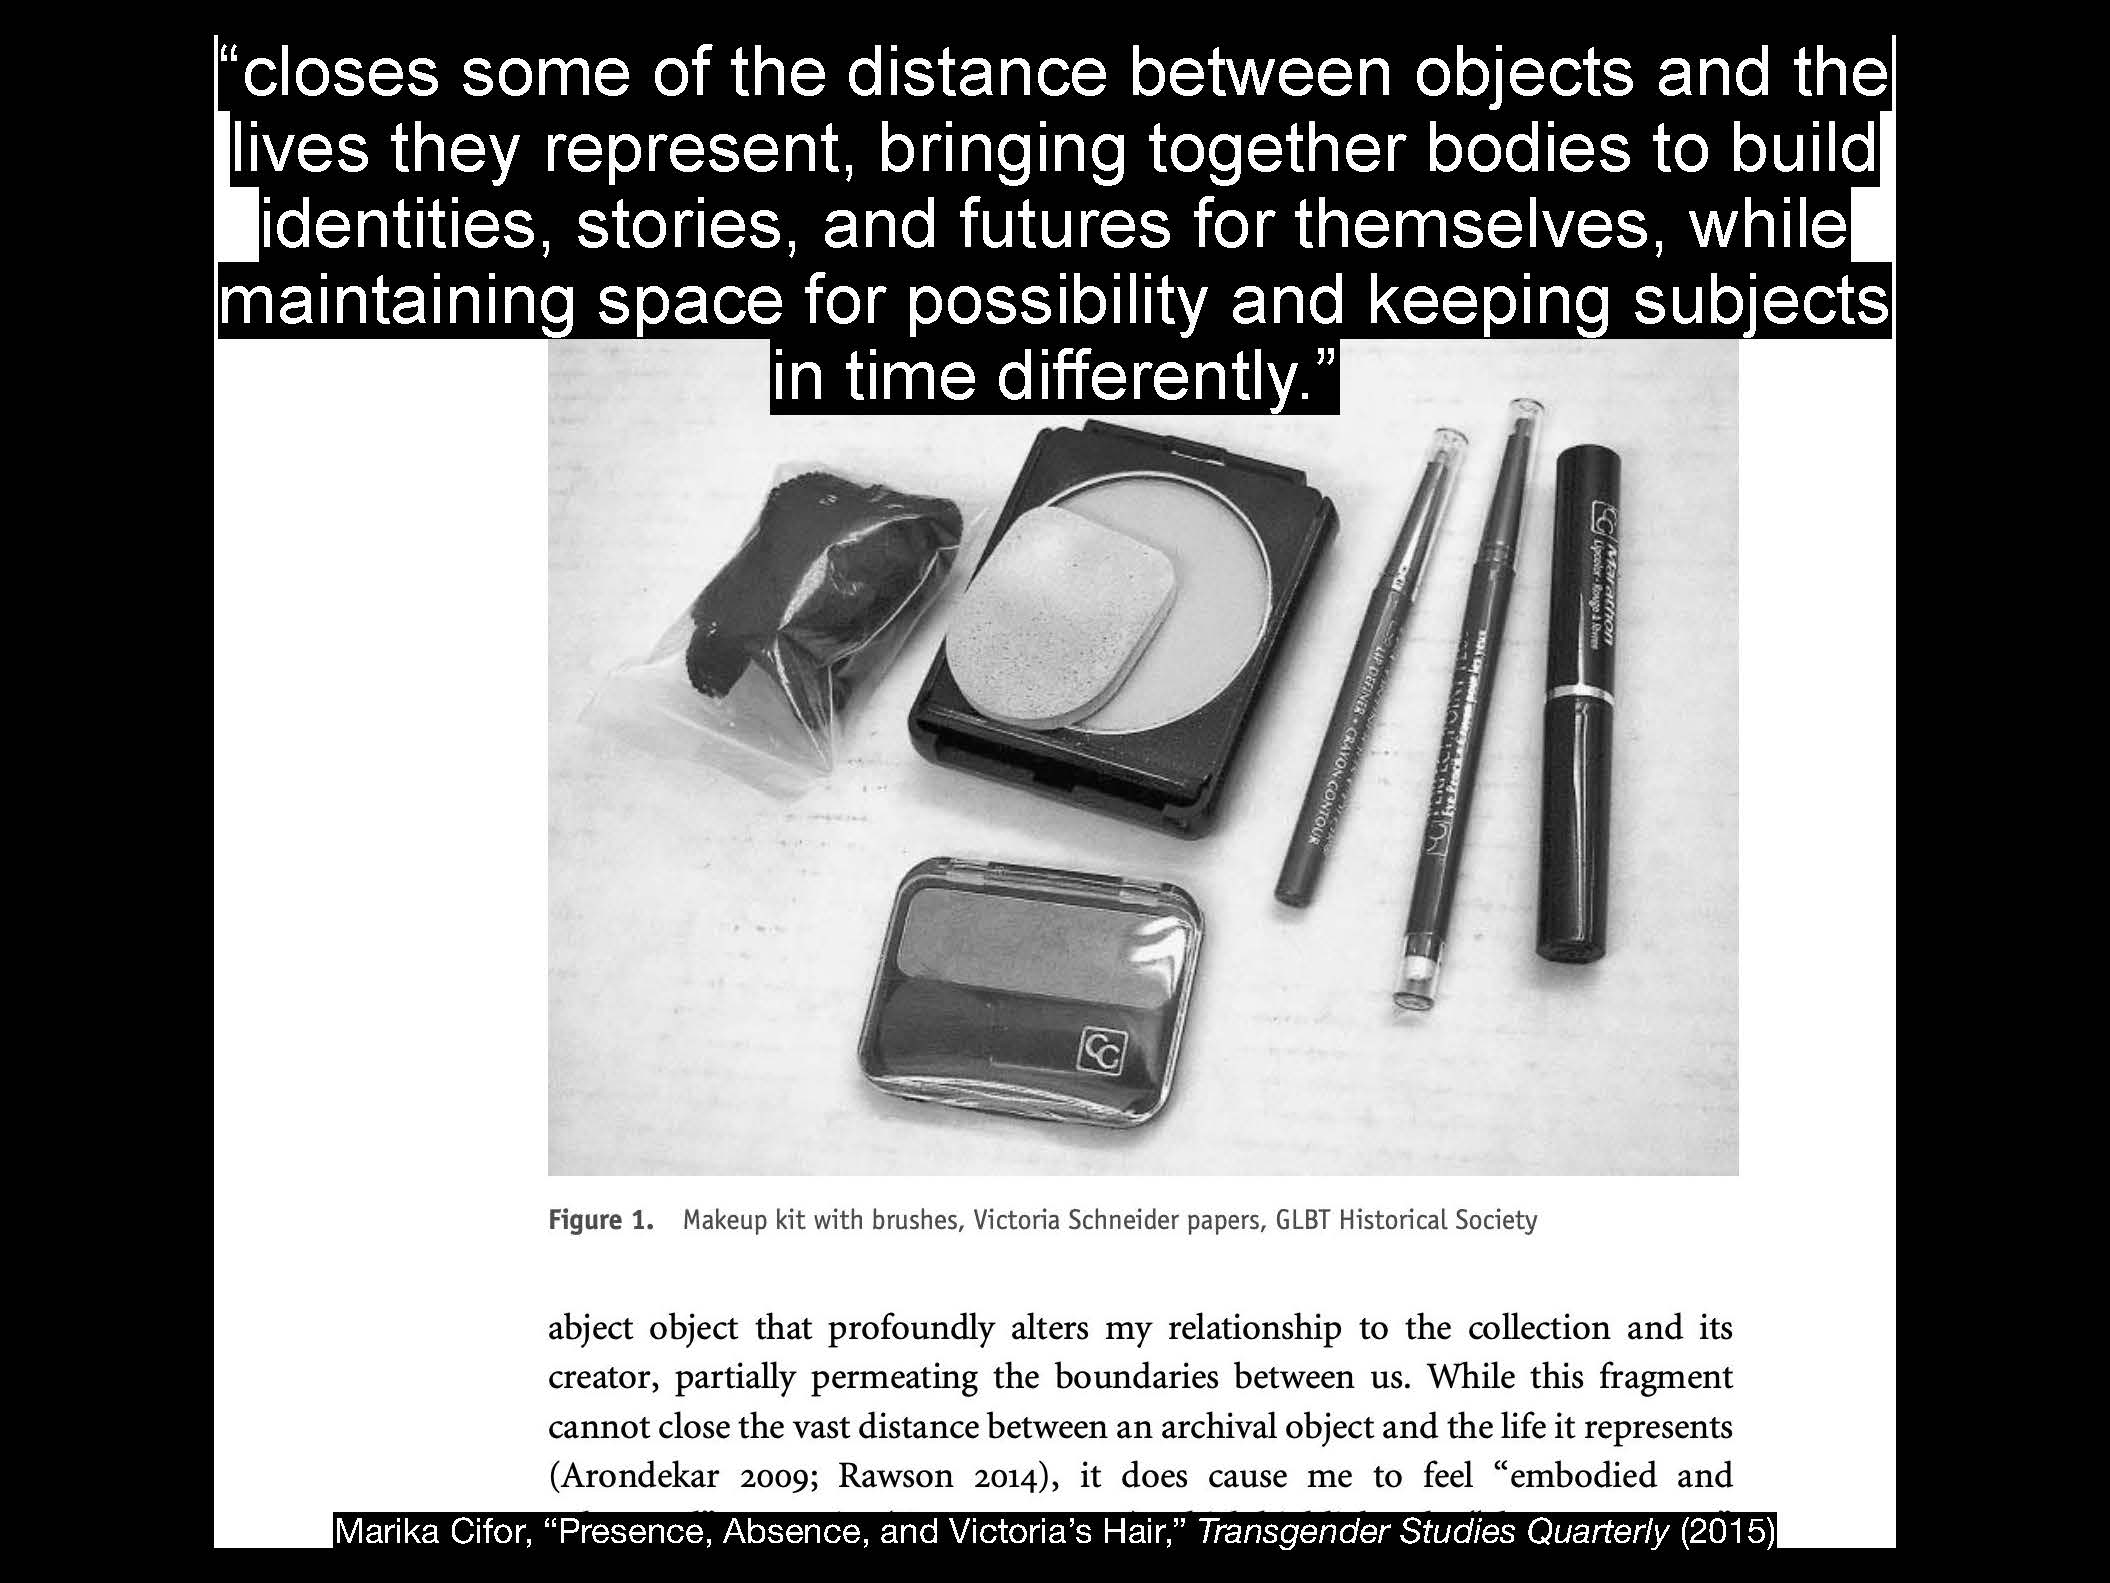 “closes some of the distance between objects and the
lives they represent, bringing together bodies to build
identities, stories, and futures for themselves, while
maintaining space for possibility and keeping subjects
in time differently.”
CG Marathon
LIP DEFINER • CRAYON CONTOUR
CG
Figure 1. Makeup kit with brushes, Victoria Schneider papers, GLBT Historical Society
abject object that profoundly alters my relationship to the collection and its
creator, partially permeating the boundaries between us. While this fragment
cannot close the vast distance between an archival object and the life it represents
(Arondekar 2009; Rawson 2014), it does cause me to feel “embodied and
Marika Cifor, “Presence, Absence, and Victoria’s Hair,” Transgender Studies Quarterly (2015)